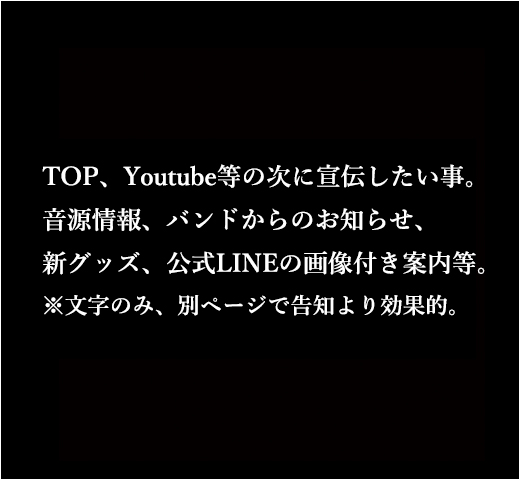 TOP、Youtube等の次に宣伝したい事。
音源情報、バンドからのお知らせ、
新グッズ、公式LINEの画像付き案内等。
※文字のみ、別ページで告知より効果的。